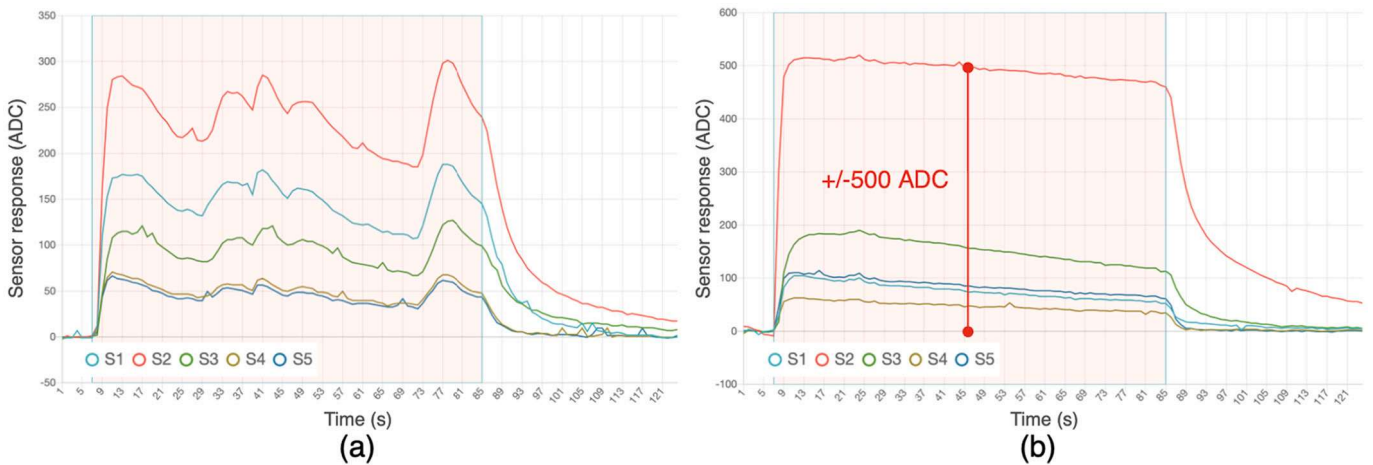 350
300
250
200
150
100
50
0
-50
Sensor response (ADC)
S1 S2 S3 S4 S5
1 5 9 13 17 21 25 29 33 37 41 45 49 53 57 61 65 69 73 77 81 85 89 93 97 101 105 109 113 117 121
Time (s)
(a)
600
500
400
300
200
100
0
-100
Sensor response (ADC)
+/-500 ADC
S1 S2 S3 S4 S5
1 5 9 13 17 21 25 29 33 37 41 45 49 53 57 61 65 69 73 77 81 85 89 93 97 101 105 109 113 117 121
Time (s)
(b)